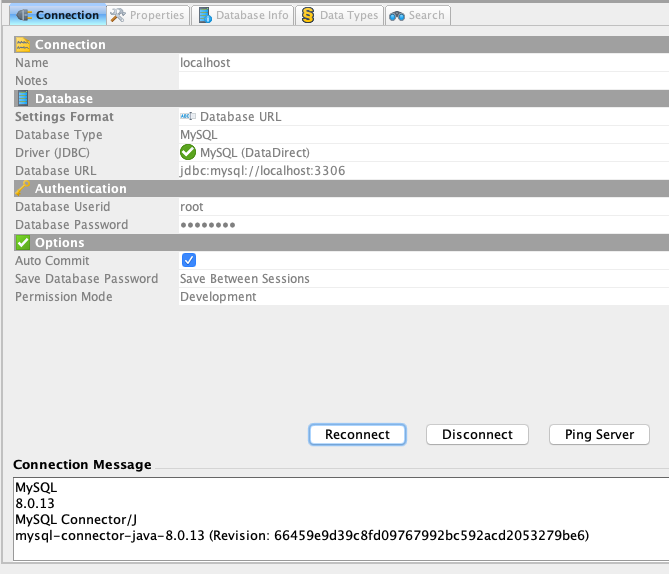 Connection Properties Database Info Data Types Search
Connection
Name localhost
Notes
Database
Settings Format ABC Database URL
Database Type MySQL
Driver (JDBC) MySQL (DataDirect)
Database URL jdbc:mysql://localhost:3306
Authentication
Database Userid root
Database Password ●●●●●●●●
Options
Auto Commit
Save Database Password Save Between Sessions
Permission Mode Development
Reconnect Disconnect Ping Server
Connection Message
MySQL
8.0.13
MySQL Connector/J
mysql-connector-java-8.0.13 (Revision: 66459e9d39c8fd09767992bc592acd2053279be6)